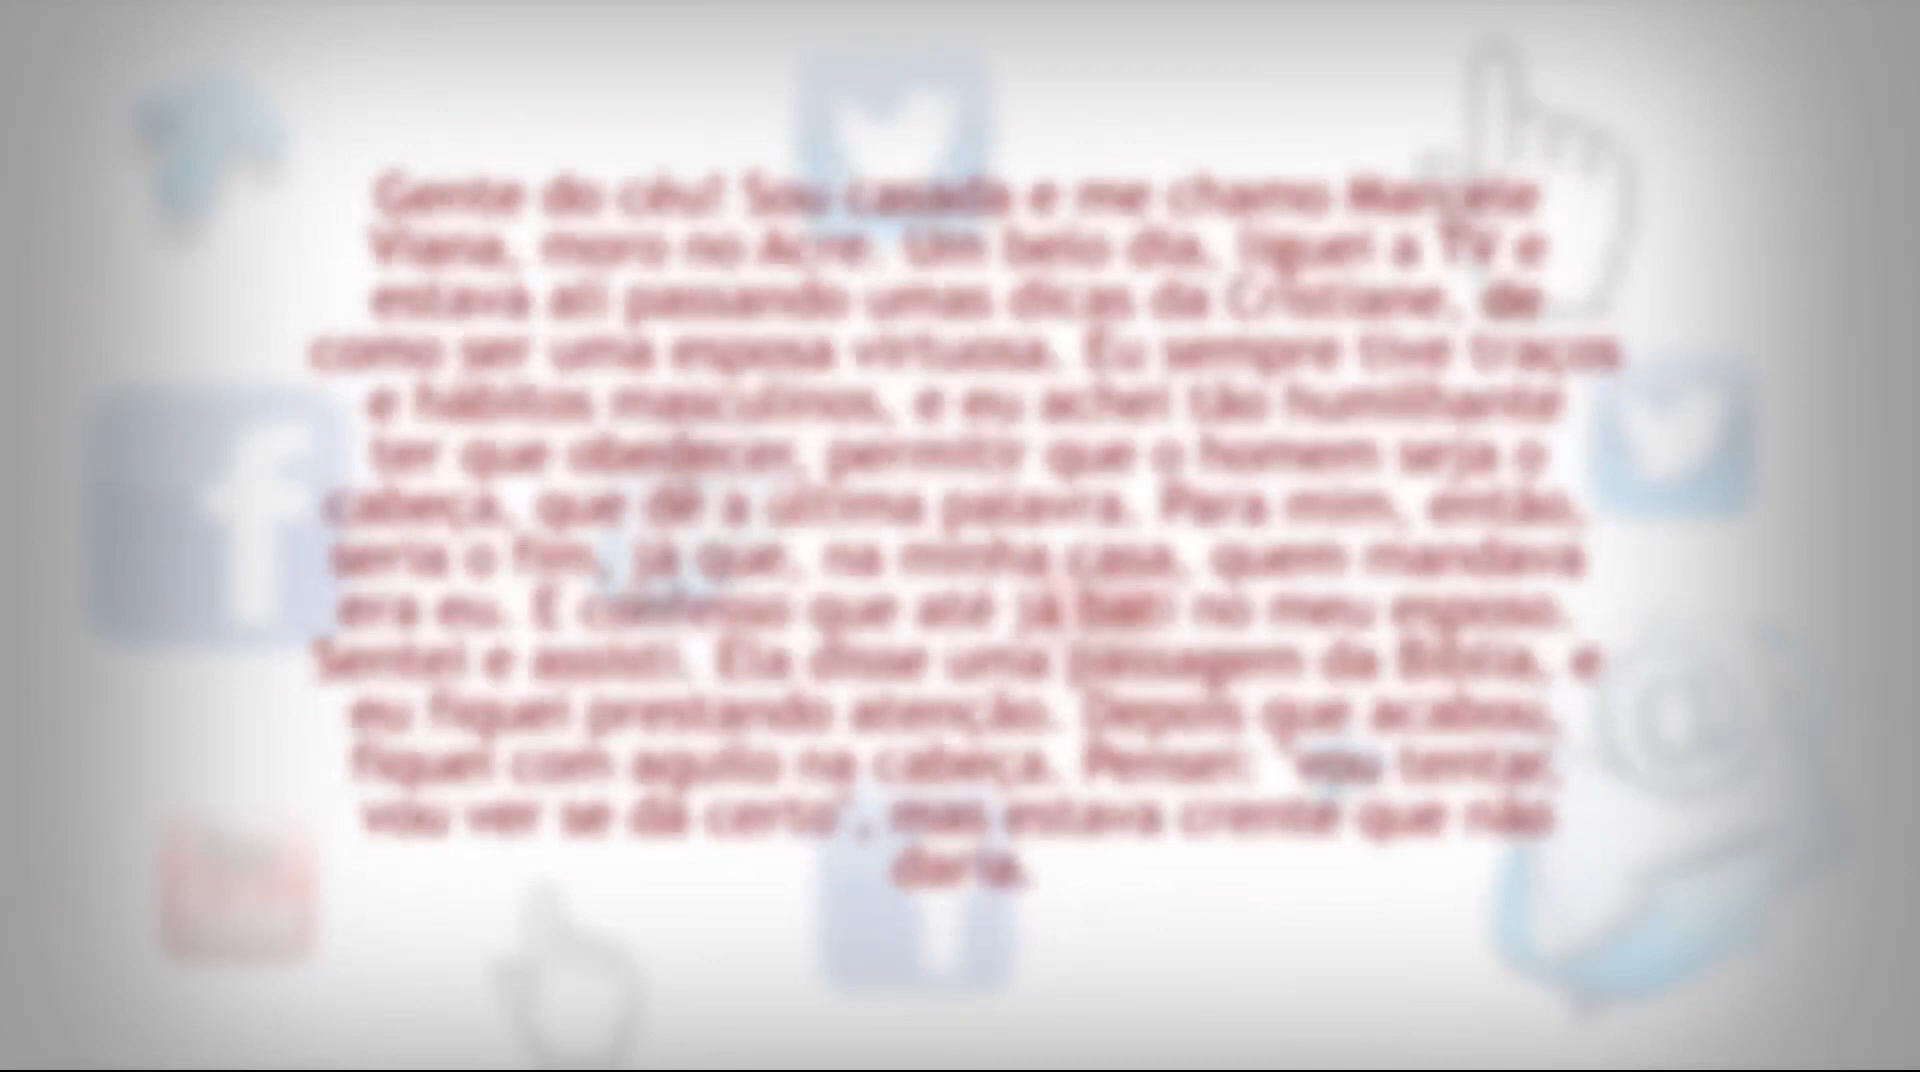 Gente do céu! Sou casada e me chamo
Viana, moro no Acre. Um belo dia, liguei a TV e
estava ali passando umas dicas da Cristiane, de
como ser uma esposa virtuosa. Eu sempre tive traços
e hábitos masculinos, e eu achei tão humilhante
ter que obedecer, permitir que o homem seja o
cabeça, que dê a última palavra. Para mim, então,
seria o fim, já que, na minha casa, quem mandava
era eu. E confesso que até já bati no meu esposo.
Sentei e assisti. Ela disse uma passagem da Bíblia, e
eu fiquei prestando atenção. Depois que acabou,
fiquei com aquilo na cabeça. Pensei: "vou tentar,
vou ver se dá certo", mas estava crente que não
daria.